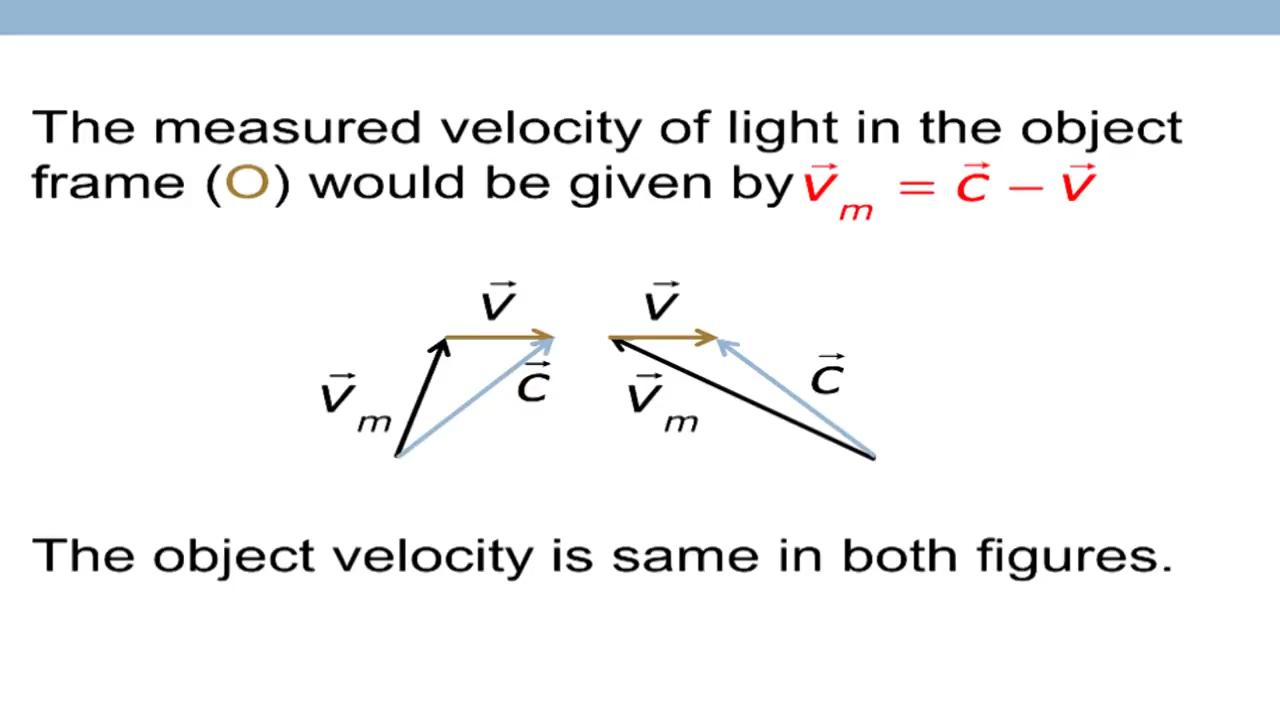 The measured velocity of light in the object
frame (O) would be given by v⃗ₘ = c⃗ − v⃗
v⃗ v⃗
v⃗ₘ c⃗ v⃗ₘ c⃗
The object velocity is same in both figures.